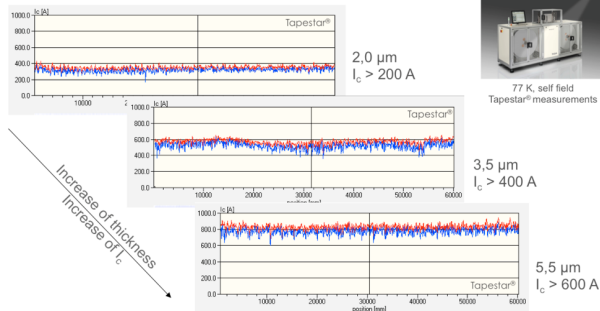 Ic [A]
1000.0
800.0
600.0
400.0
200.0
0.0
10000
Tapestar®
2,0 µm
Ic > 200 A
77 K, self field
Tapestar® measurements
Ic [A]
1000.0
800.0
600.0
400.0
200.0
0.0
10000
20000
30000
40000
50000
60000
position [mm]
Tapestar®
3,5 µm
Ic > 400 A
Increase of thickness
Increase of Ic
Ic [A]
1000.0
800.0
600.0
400.0
200.0
0.0
10000
20000
30000
40000
50000
60000
position [mm]
Tapestar®
5,5 µm
Ic > 600 A